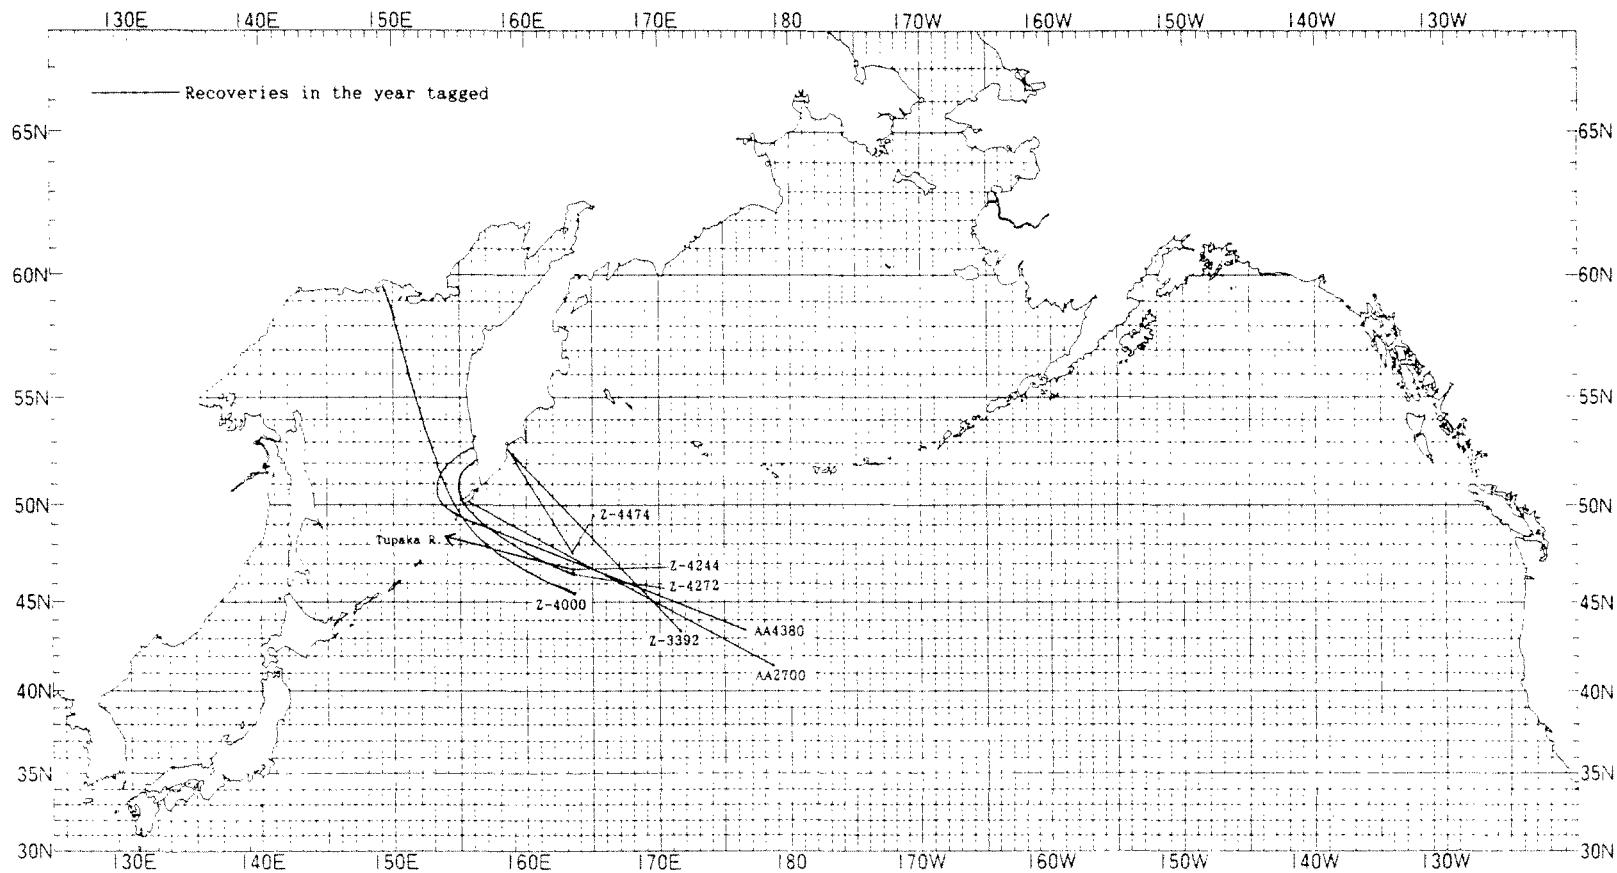 130E 140E 150E 160E 170E 180 170W 160W 150W 140W 130W
Recoveries in the year tagged
65N 65N
60N 60N
55N 55N
50N 50N
Z-4474
Tupaka R.
Z-4244
Z-4272
45N 45N
Z-4000
AA4380
Z-3392
AA2700
40N 40N
35N 35N
30N 30N
130E 140E 150E 160E 170E 180 170W 160W 150W 140W 130W